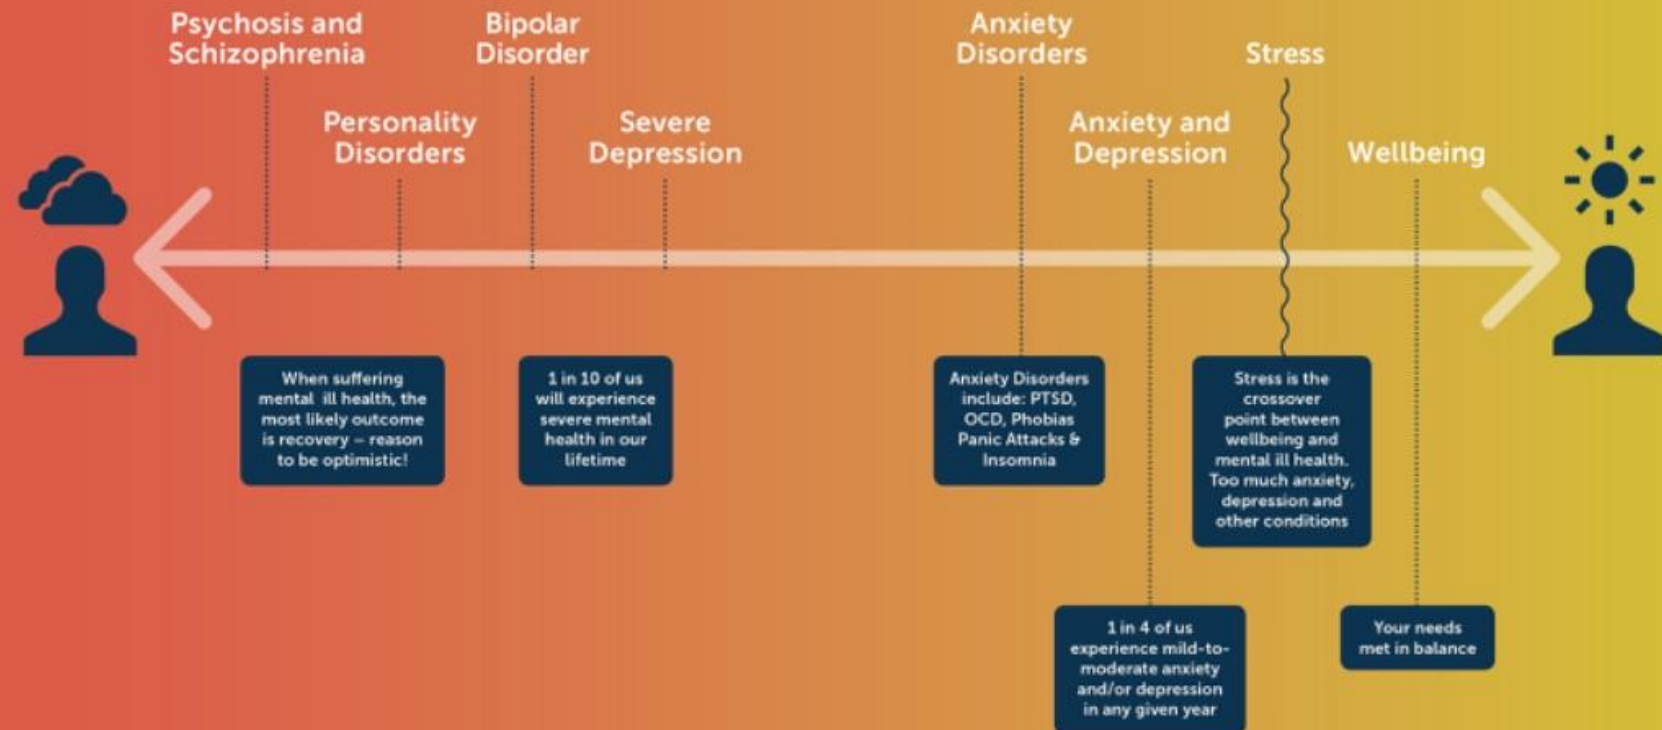 Psychosis and
Schizophrenia
Bipolar
Disorder
Anxiety
Disorders
Stress
Personality
Disorders
Severe
Depression
Anxiety and
Depression
Wellbeing
When suffering
mental ill health, the
most likely outcome
is recovery – reason
to be optimistic!
1 in 10 of us
will experience
severe mental
health in our
lifetime
Anxiety Disorders
include: PTSD,
OCD, Phobias
Panic Attacks &
Insomnia
Stress is the
crossover
point between
wellbeing and
mental ill health.
Too much anxiety,
depression and
other conditions
1 in 4 of us
experience mild-to-
moderate anxiety
and/or depression
in any given year
Your needs
met in balance